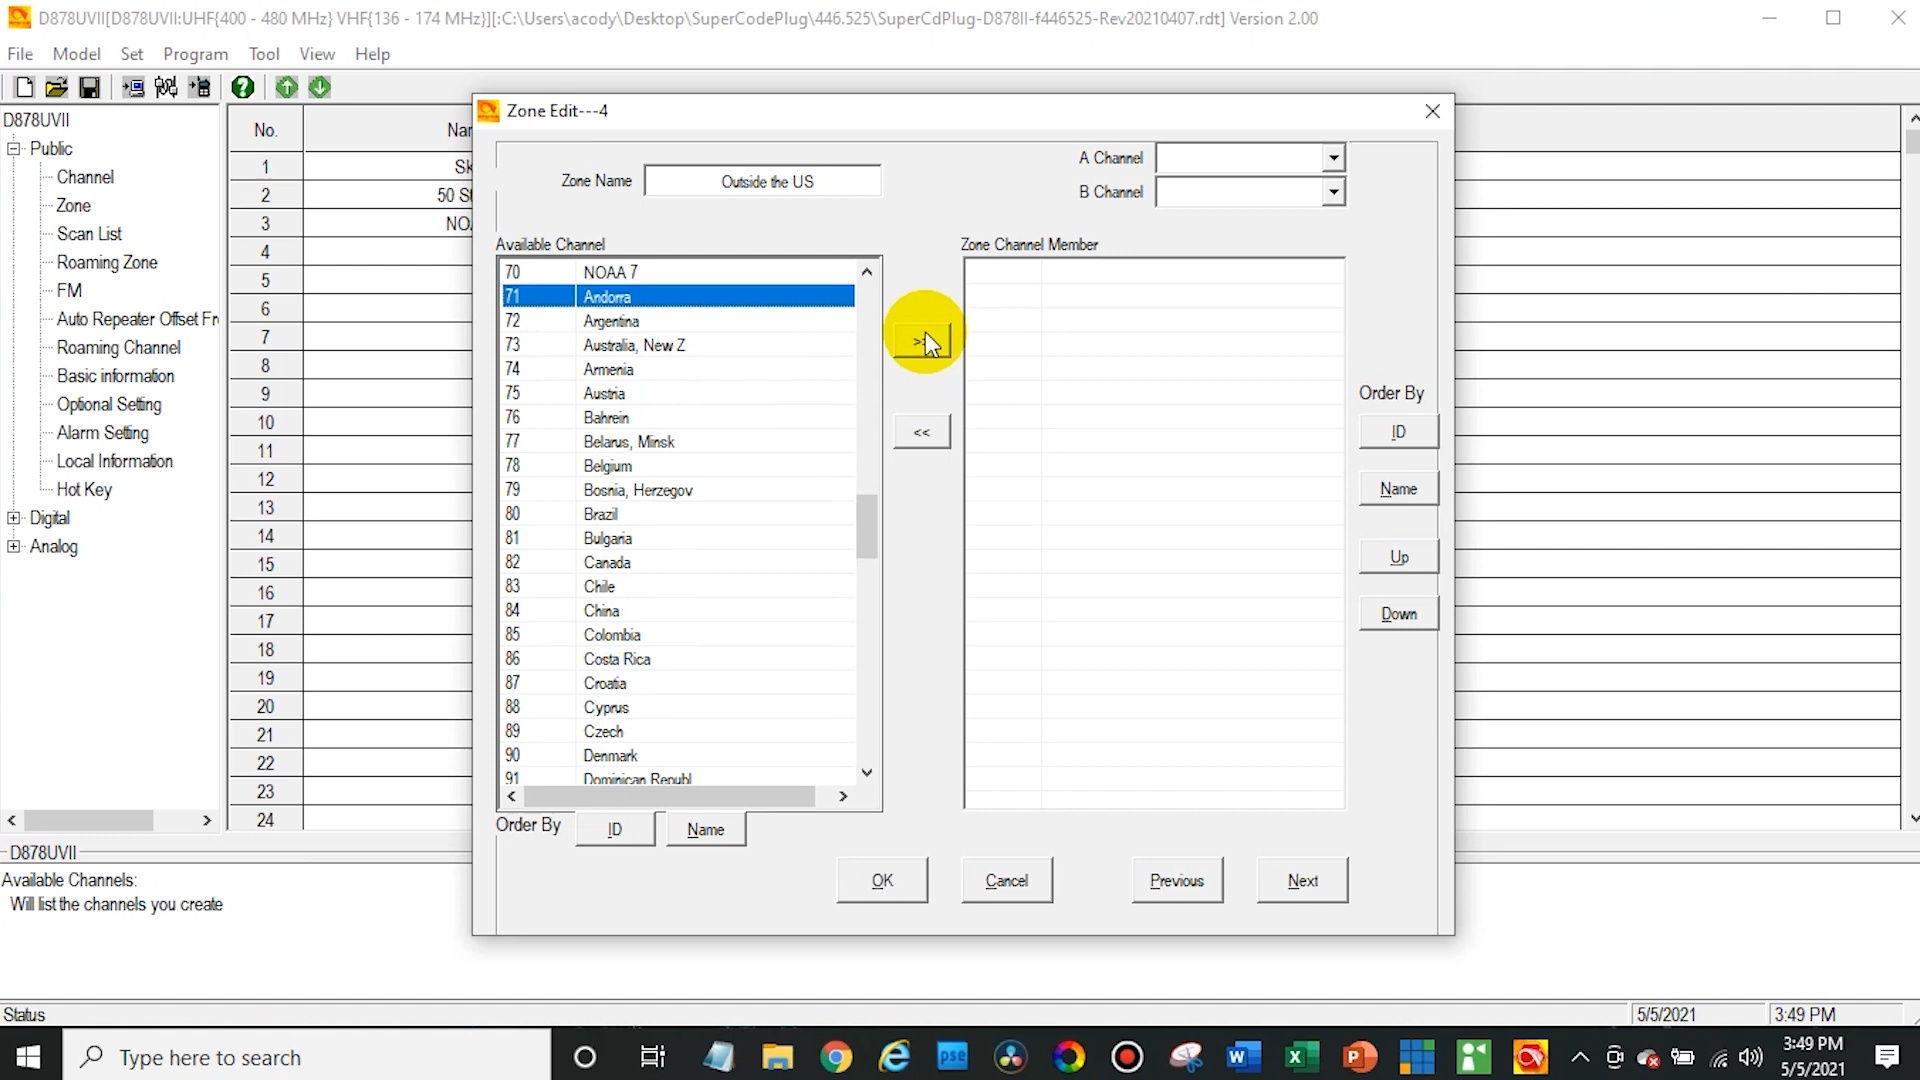 D878UVII[D878UVII:UHF{400 - 480 MHz} VHF{136 - 174 MHz}][:C:\Users\acody\Desktop\SuperCodePlug\446.525\SuperCdPlug-D878II-f446525-Rev20210407.rdt] Version 2.00
File Model Set Program Tool View Help
D878UVII
Public
Channel
Zone
Scan List
Roaming Zone
FM
Auto Repeater Offset Fr
Roaming Channel
Basic information
Optional Setting
Alarm Setting
Local Information
Hot Key
Digital
Analog
No.
1
2
3
4
5
6
7
8
9
10
11
12
13
14
15
16
17
18
19
20
21
22
23
24
Zone Edit---4
Zone Name Outside the US
A Channel
B Channel
Available Channel
70 NOAA 7
71 Andorra
72 Argentina
73 Australia, New Z
74 Armenia
75 Austria
76 Bahrein
77 Belarus, Minsk
78 Belgium
79 Bosnia, Herzegov
80 Brazil
81 Bulgaria
82 Canada
83 Chile
84 China
85 Colombia
86 Costa Rica
87 Croatia
88 Cyprus
89 Czech
90 Denmark
91 Dominican Republ
Order By ID Name
<<
Zone Channel Member
Order By
ID
Name
Up
Down
OK Cancel Previous Next
D878UVII
Available Channels:
Will list the channels you create
Status 5/5/2021 3:49 PM
Type here to search
pse
3:49 PM
5/5/2021